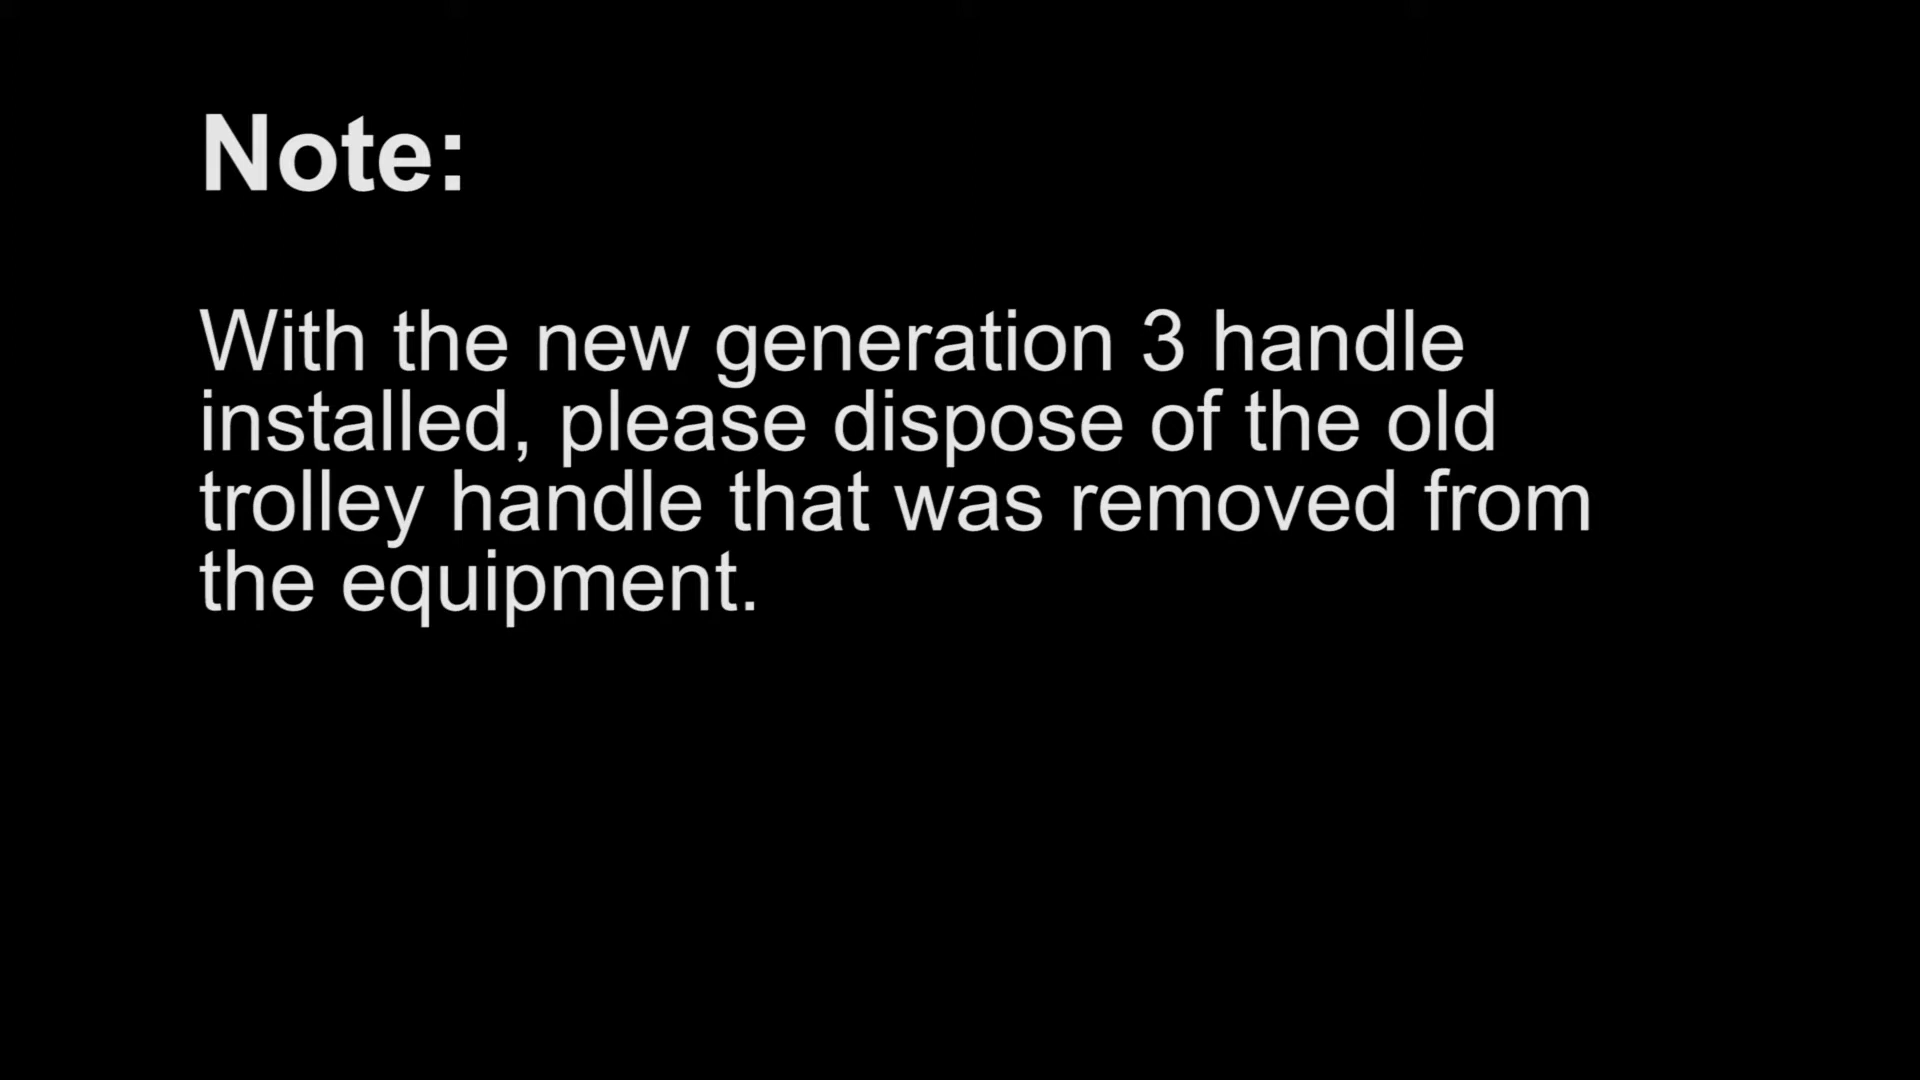 Note:
With the new generation 3 handle
installed, please dispose of the old
trolley handle that was removed from
the equipment.